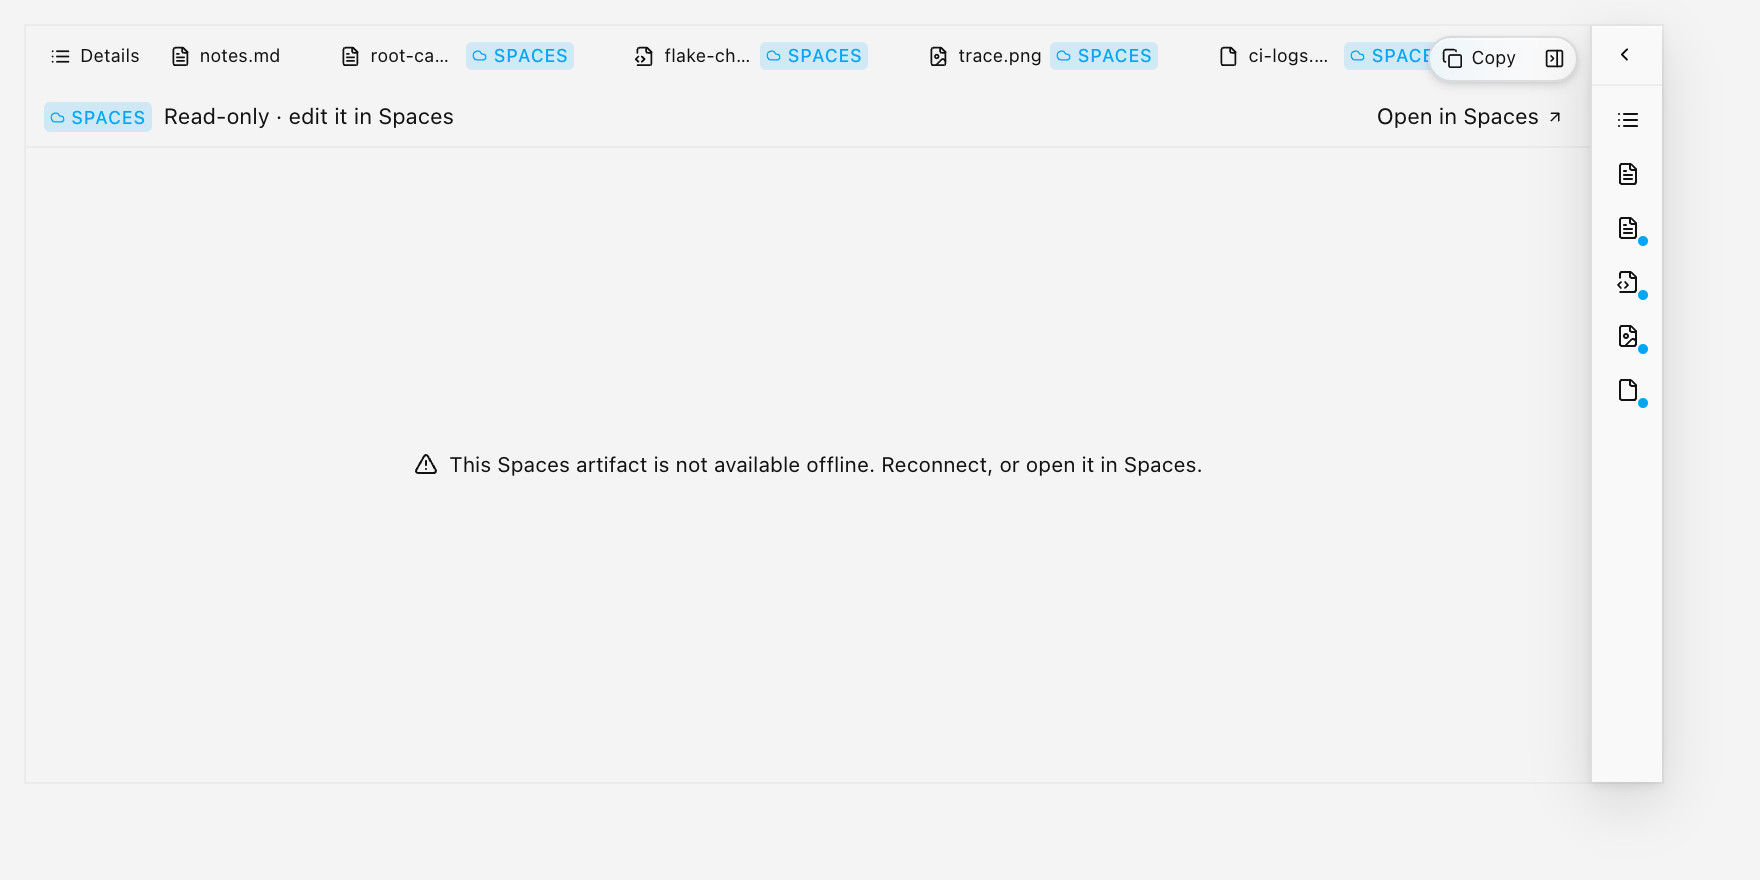 Details notes.md root-ca... SPACES flake-ch... SPACES trace.png SPACES ci-logs.... SPACE Copy
SPACES Read-only · edit it in Spaces Open in Spaces
This Spaces artifact is not available offline. Reconnect, or open it in Spaces.